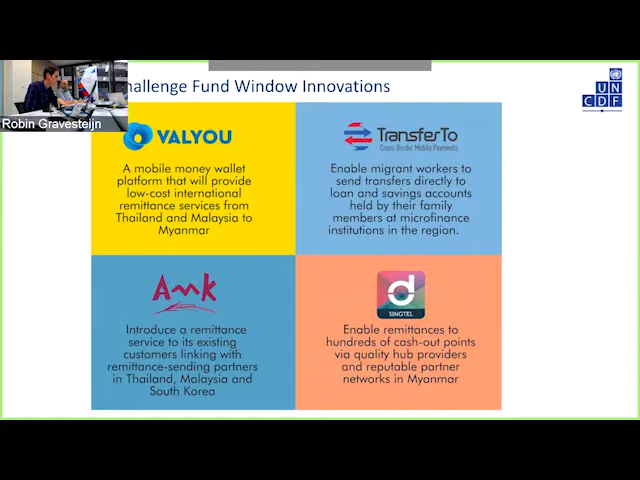 hallenge Fund Window Innovations
UN
CDF
Robin Gravesteijn
VALYOU
A mobile money wallet
platform that will provide
low-cost international
remittance services from
Thailand and Malaysia to
Myanmar
TransferTo
Cross-Border Mobile Payments
Enable migrant workers to
send transfers directly to
loan and savings accounts
held by their family
members at microfinance
institutions in the region.
Amk
Introduce a remittance
service to its existing
customers linking with
remittance-sending partners
in Thailand, Malaysia and
South Korea
d
SINGTEL
Enable remittances to
hundreds of cash-out points
via quality hub providers
and reputable partner
networks in Myanmar